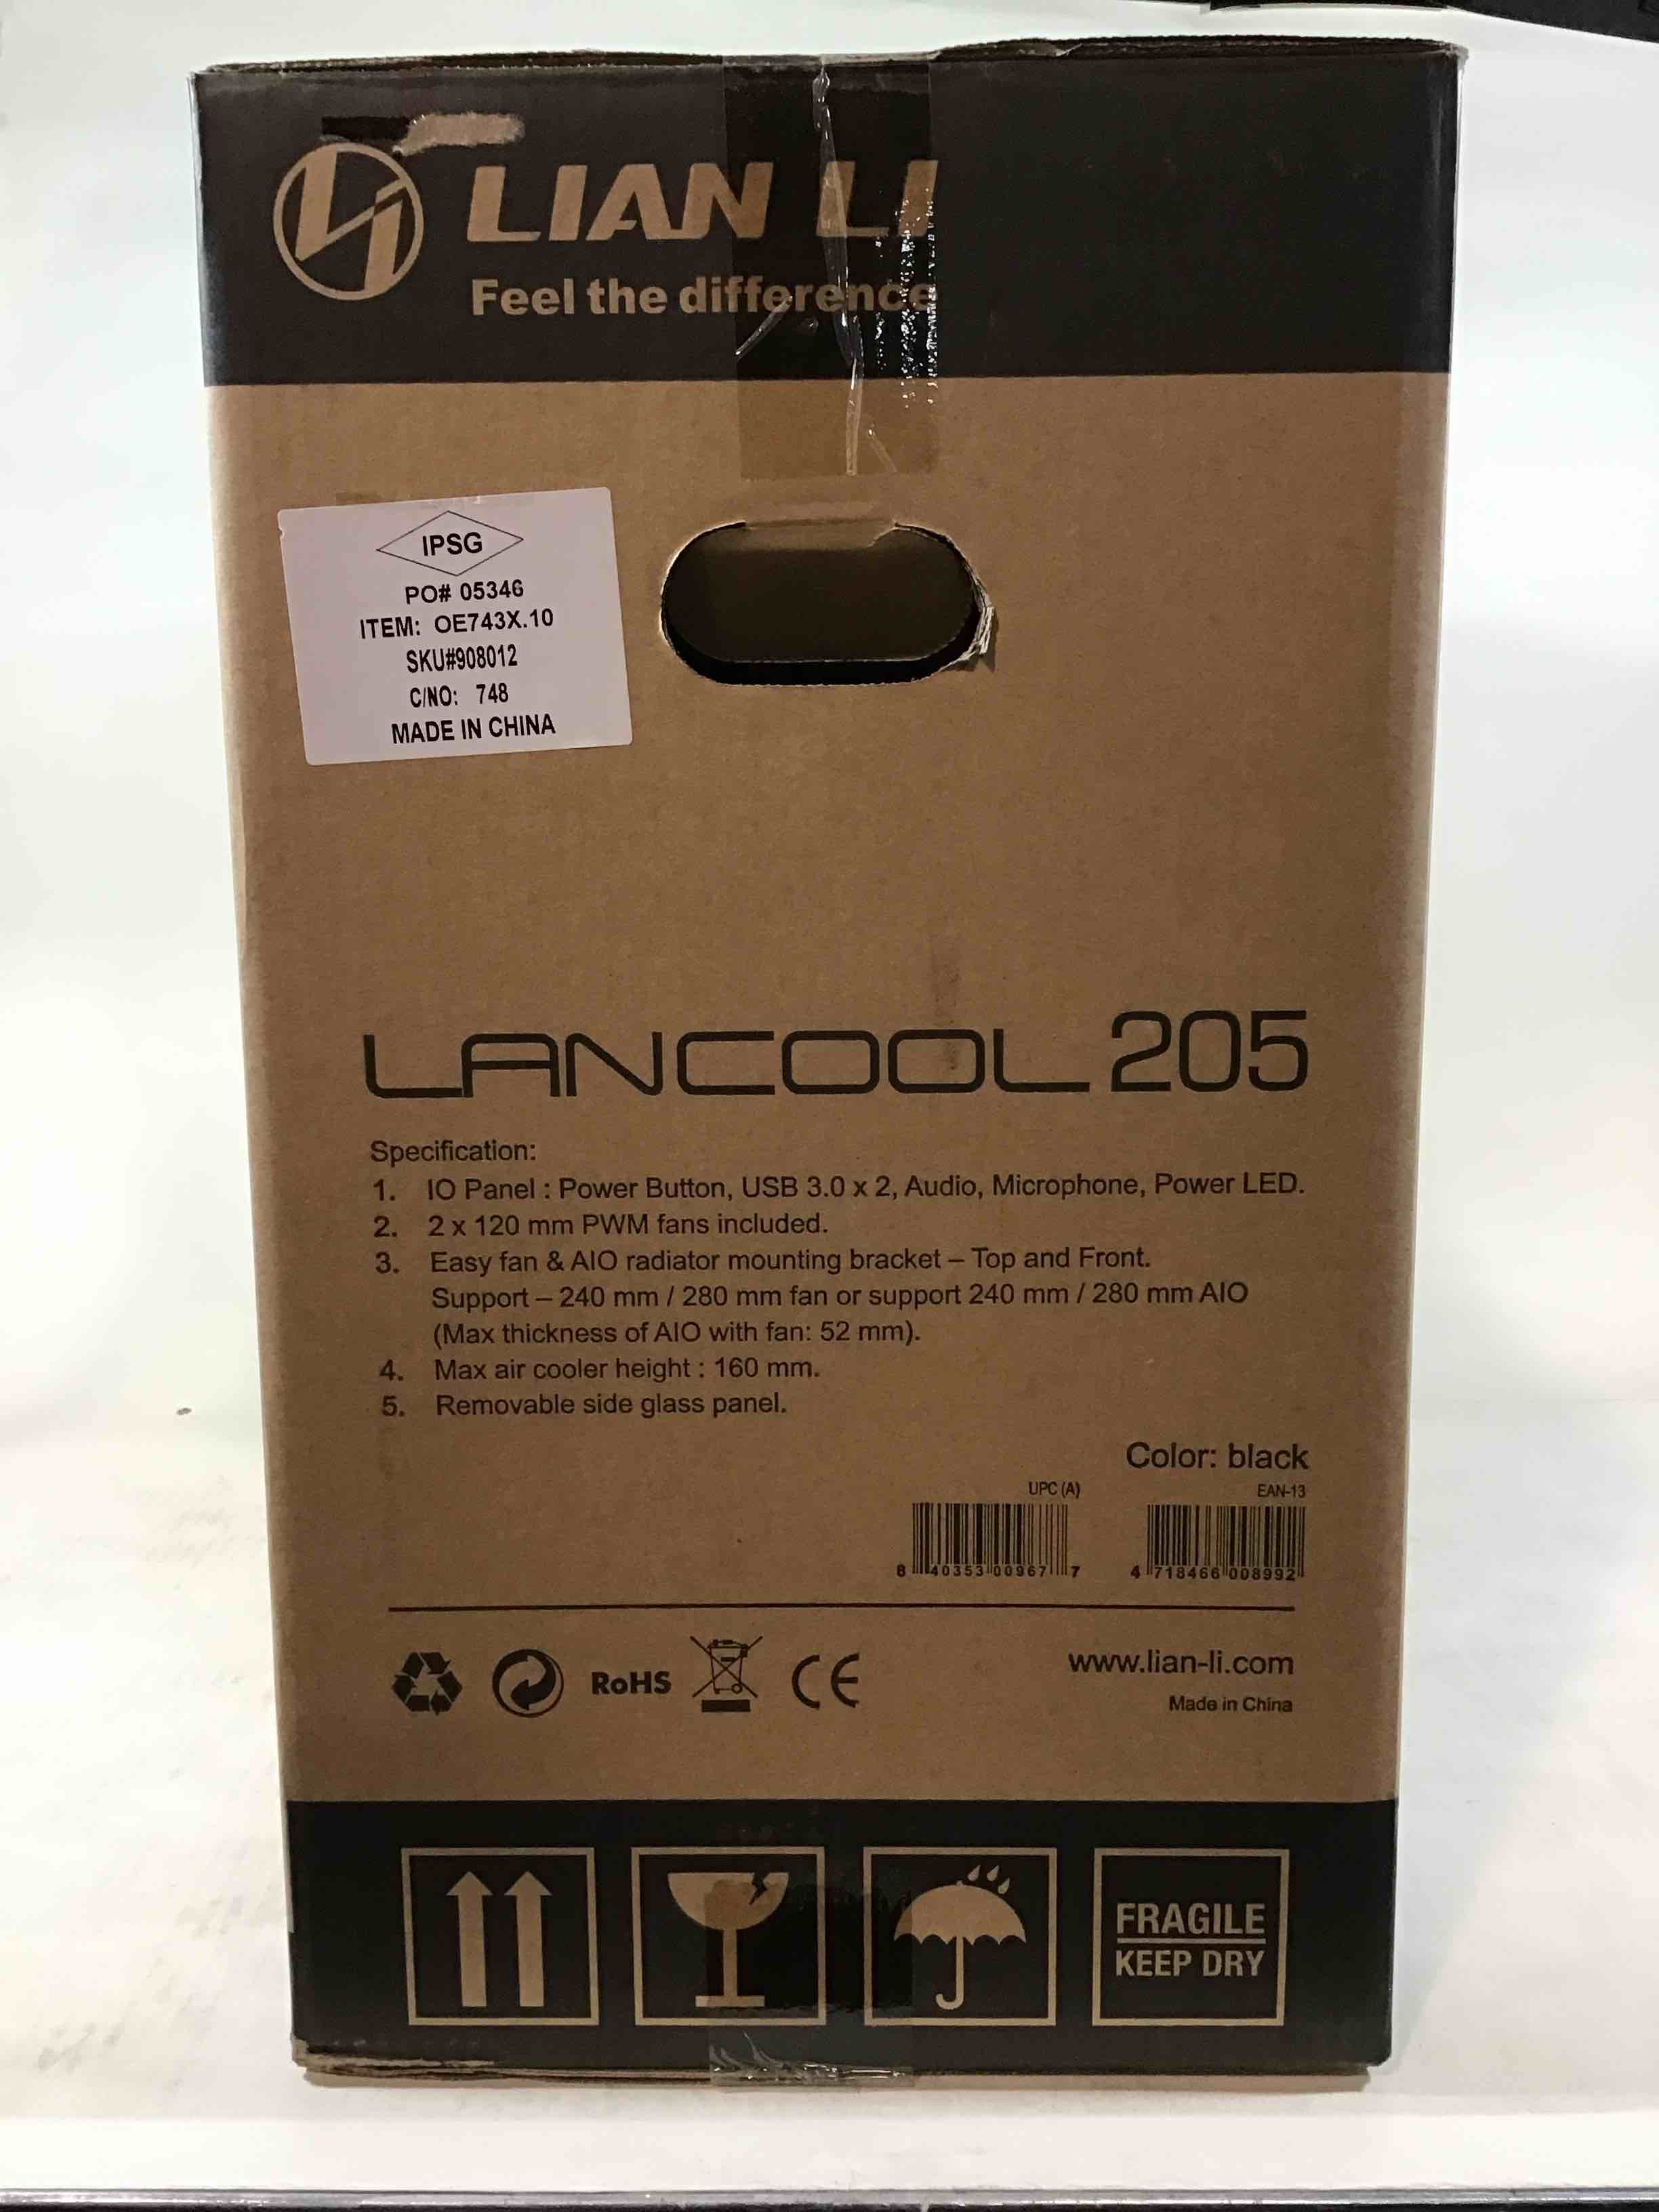 LIAN LI
Feel the difference
IPSG
PO# 05346
ITEM: OE743X.10
SKU#908012
C/NO: 748
MADE IN CHINA
LANCOOL 205
Specification:
1. IO Panel : Power Button, USB 3.0 x 2, Audio, Microphone, Power LED.
2. 2 x 120 mm PWM fans included.
3. Easy fan & AIO radiator mounting bracket – Top and Front.
Support – 240 mm / 280 mm fan or support 240 mm / 280 mm AIO
(Max thickness of AIO with fan: 52 mm).
4. Max air cooler height : 160 mm.
5. Removable side glass panel.
Color: black
UPC (A) EAN-13
8 40353 00967 7 4 718466 008992
RoHS CE www.lian-li.com
Made in China
FRAGILE
KEEP DRY